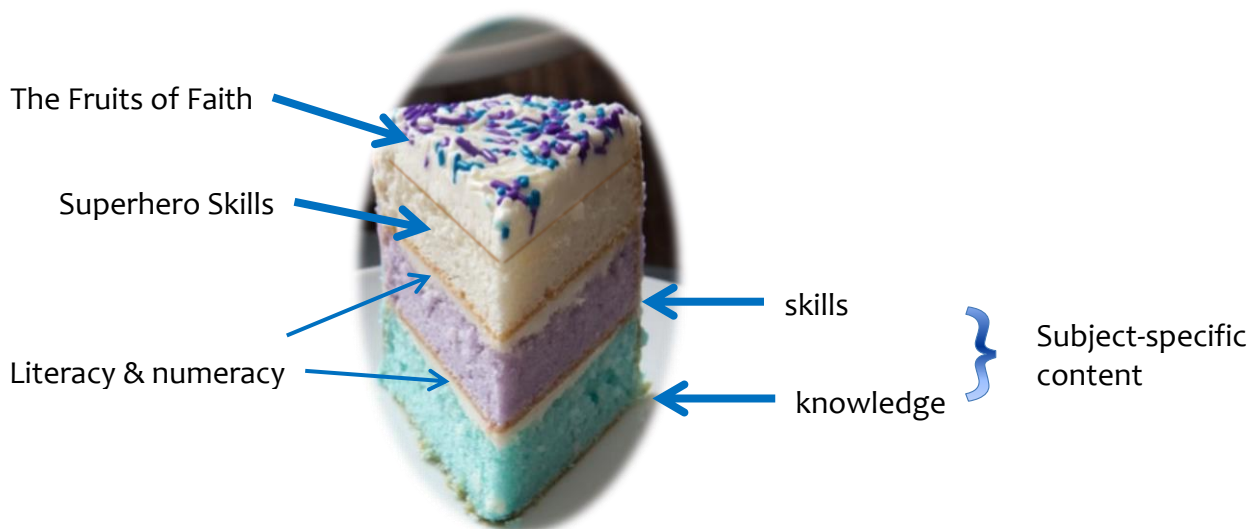 The Fruits of Faith
Superhero Skills
skills
Literacy & numeracy
knowledge
Subject-specific
content